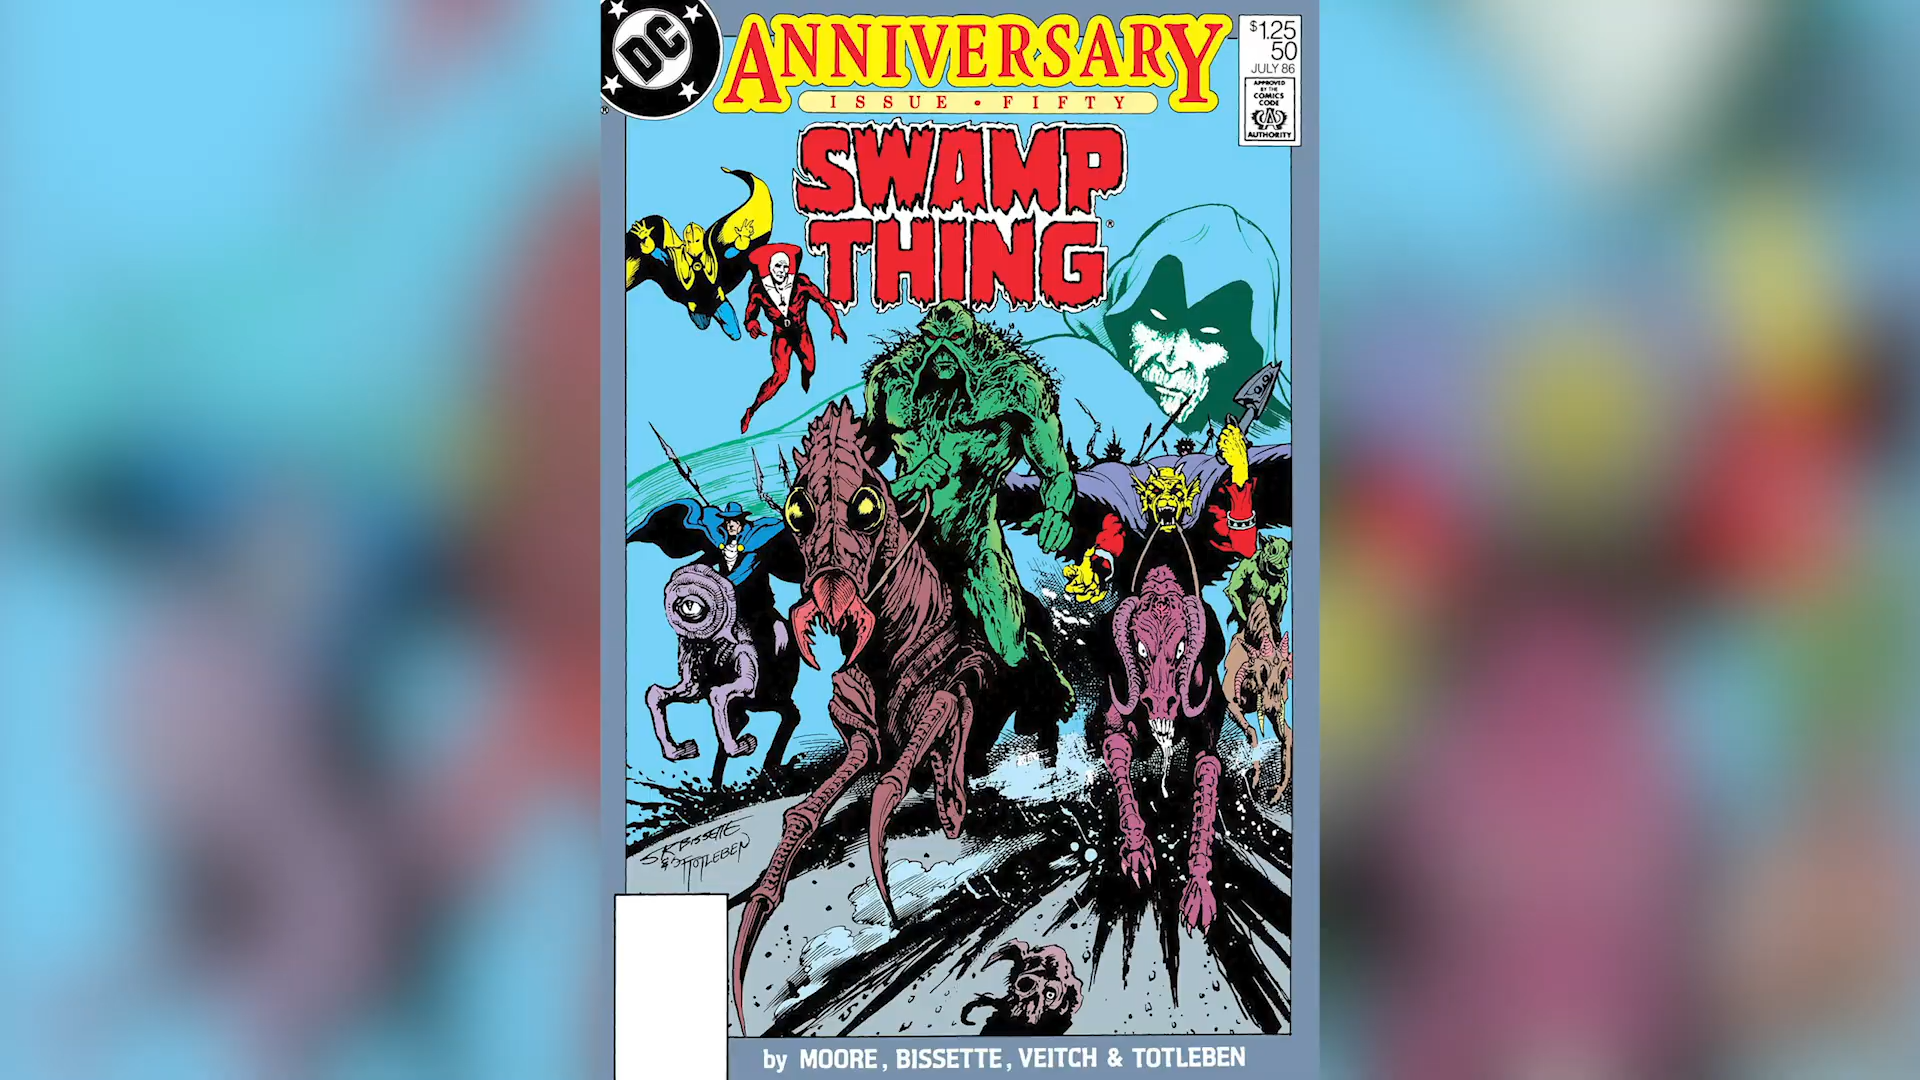 DC
ANNIVERSARY
ISSUE • FIFTY
$1.25
50
JULY 86
APPROVED
BY THE
COMICS
CODE
AUTHORITY
SWAMP
THING®
S R BISSETTE
& J TOTLEBEN
by MOORE, BISSETTE, VEITCH & TOTLEBEN